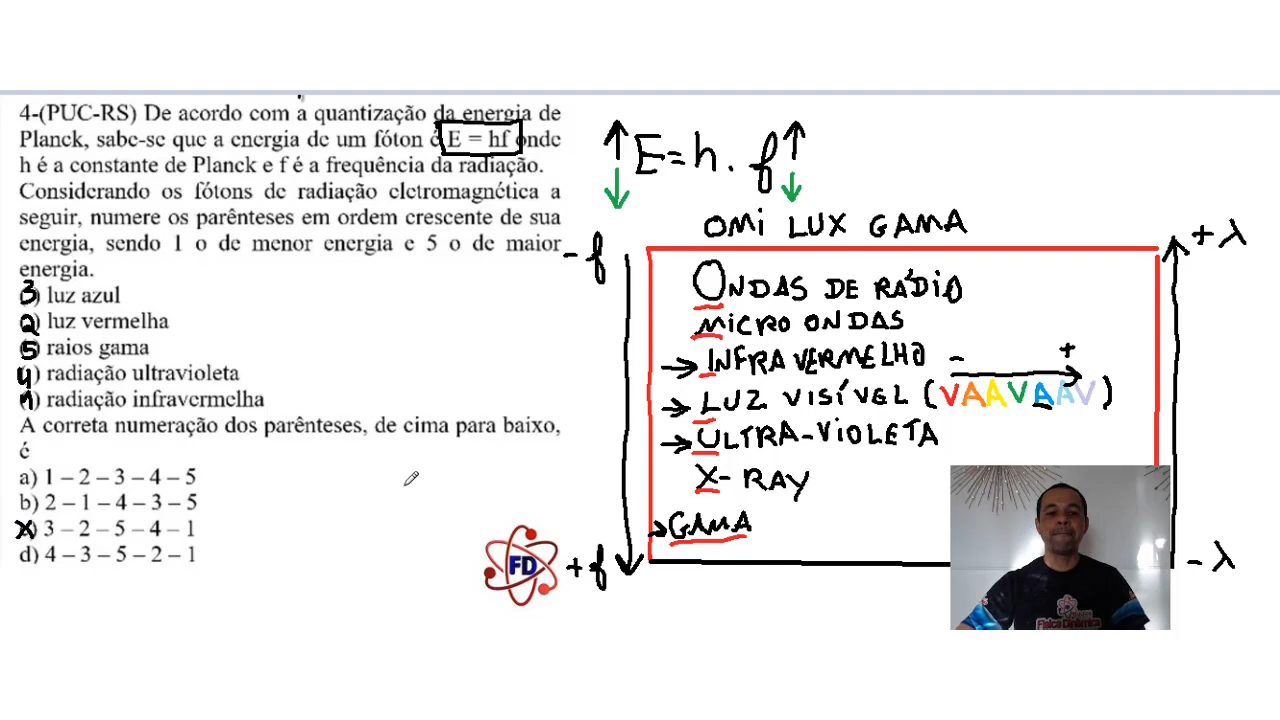 4-(PUC-RS) De acordo com a quantização da energia de
Planck, sabe-se que a energia de um fóton é E = hf onde
h é a constante de Planck e f é a frequência da radiação.
Considerando os fótons de radiação eletromagnética a
seguir, numere os parênteses em ordem crescente de sua
energia, sendo 1 o de menor energia e 5 o de maior
energia.
(3) luz azul
(2) luz vermelha
(5) raios gama
(4) radiação ultravioleta
(1) radiação infravermelha
A correta numeração dos parênteses, de cima para baixo,
é
a) 1 – 2 – 3 – 4 – 5
b) 2 – 1 – 4 – 3 – 5
X) 3 – 2 – 5 – 4 – 1
d) 4 – 3 – 5 – 2 – 1
FD
↑↓ E = h . f ↑↓
OMI LUX GAMA
- f
+ λ
ONDAS DE RÁDIO
MICRO ONDAS
→ INFRAVERMELHO - +
→ LUZ VISÍVEL (VAAVAAV)
→ ULTRA-VIOLETA
X-RAY
→ GAMA
+ f
- λ
Física Dinâmica